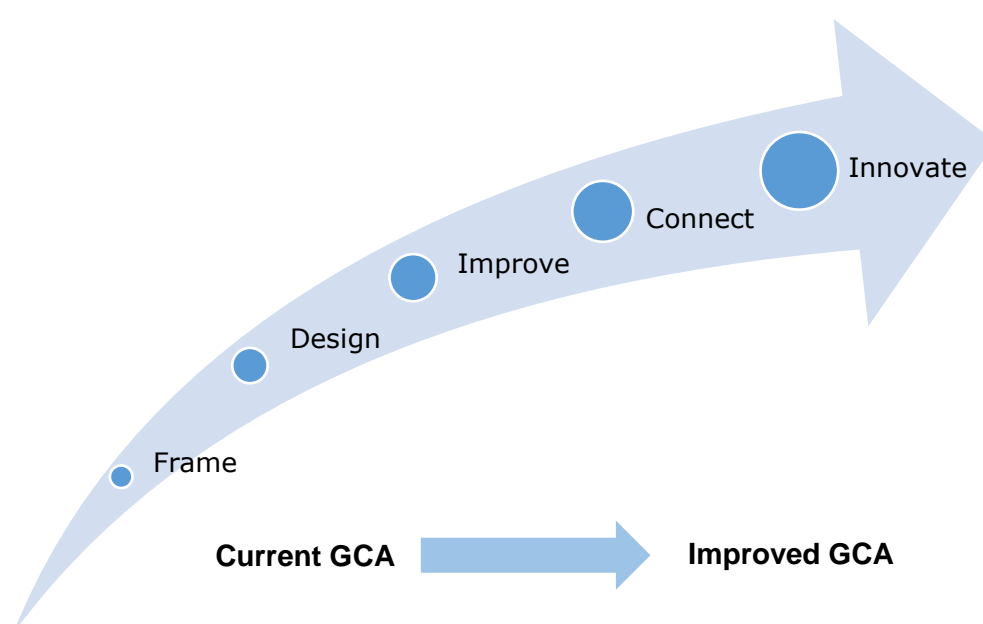 Innovate
Connect
Improve
Design
Frame
Current GCA
Improved GCA